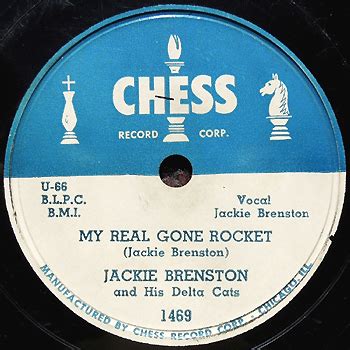 CHESS
RECORD CORP.
U-66
B.L.P.C.
B.M.I.
Vocal
Jackie Brenston
MY REAL GONE ROCKET
(Jackie Brenston)
JACKIE BRENSTON
and His Delta Cats
1469
MANUFACTURED BY CHESS RECORD CORP. - CHICAGO, ILL.